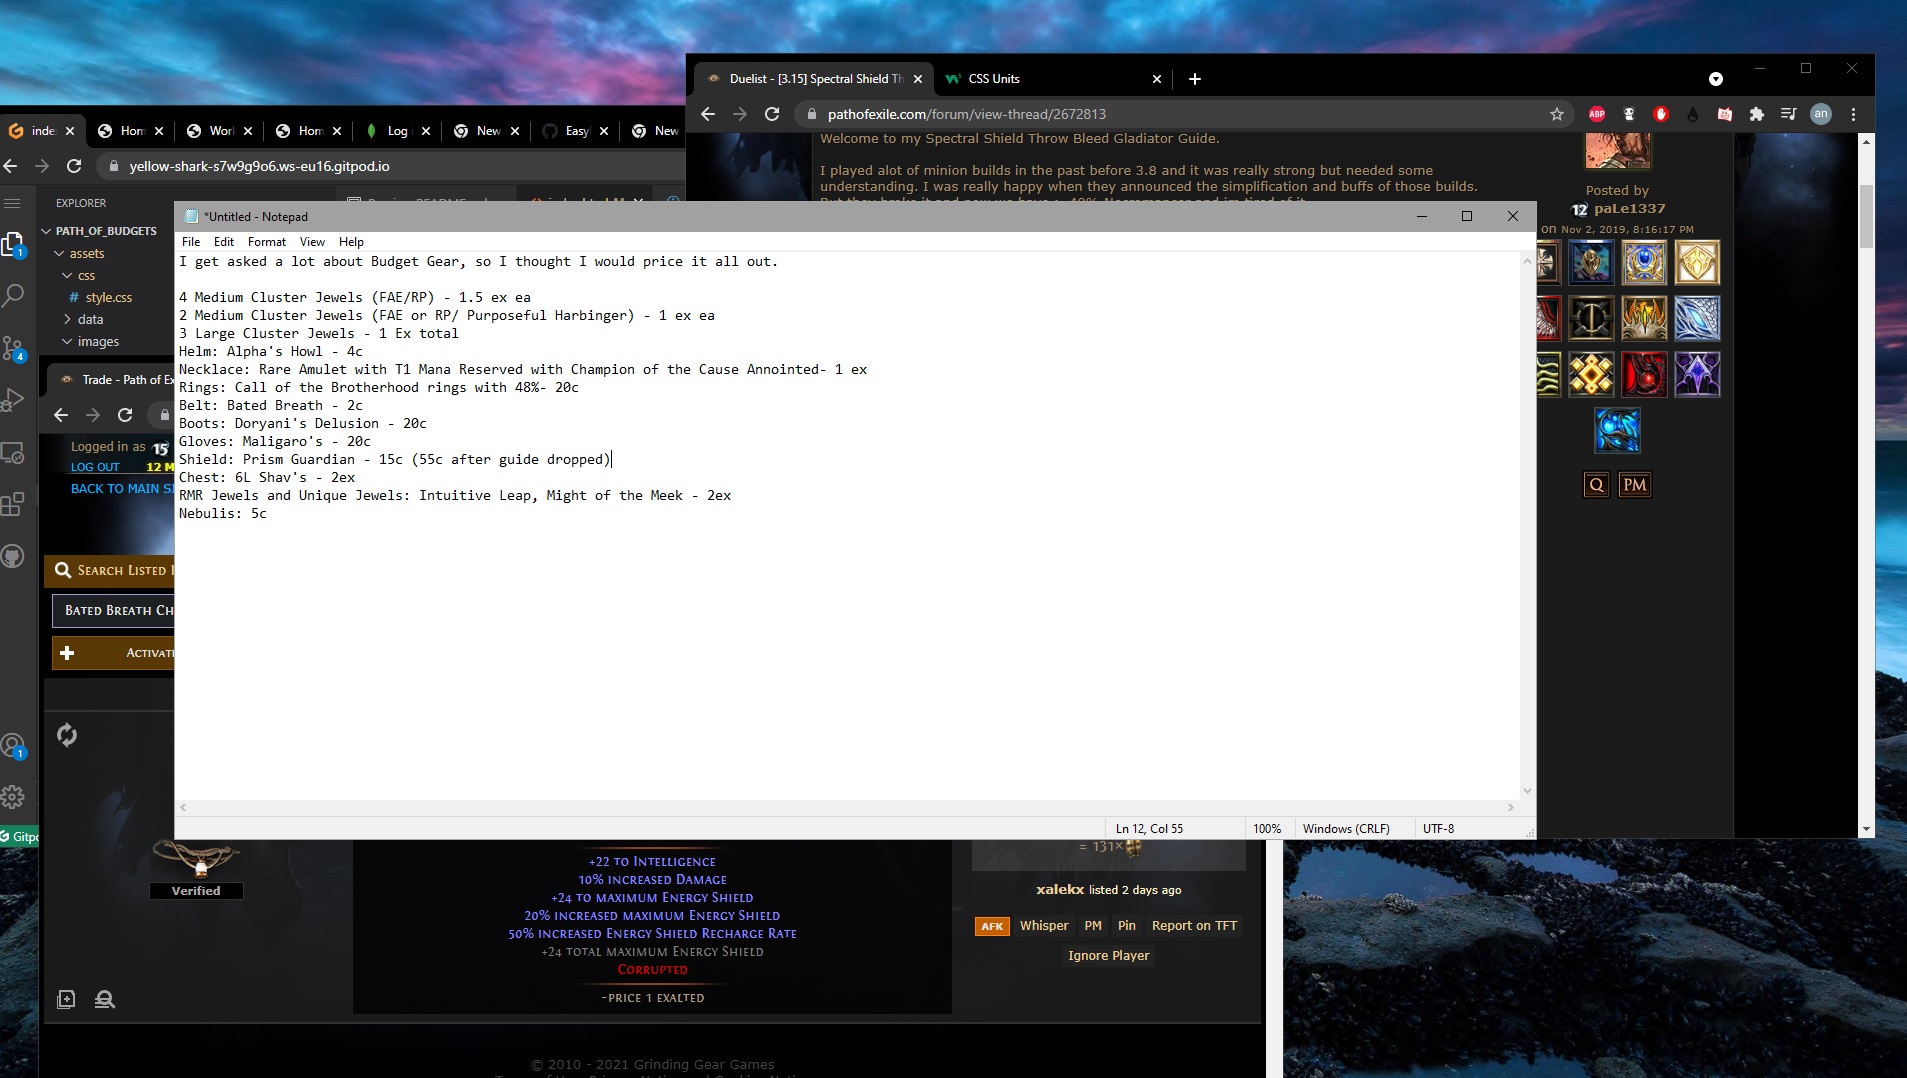 Duelist - [3.15] Spectral Shield Th
CSS Units
pathofexile.com/forum/view-thread/2672813
ABP
an
inde
Hom
Worl
Hom
Log
New
Easy
New
yellow-shark-s7w9g9o6.ws-eu16.gitpod.io
Welcome to my Spectral Shield Throw Bleed Gladiator Guide.
I played alot of minion builds in the past before 3.8 and it was really strong but needed some
understanding. I was really happy when they announced the simplification and buffs of those builds.
Posted by
12 paLe1337
on Nov 2, 2019, 8:16:17 PM
Q PM
EXPLORER
PATH_OF_BUDGETS
assets
css
# style.css
data
images
1
4
1
Gitpo
*Untitled - Notepad
File Edit Format View Help
I get asked a lot about Budget Gear, so I thought I would price it all out.
4 Medium Cluster Jewels (FAE/RP) - 1.5 ex ea
2 Medium Cluster Jewels (FAE or RP/ Purposeful Harbinger) - 1 ex ea
3 Large Cluster Jewels - 1 Ex total
Helm: Alpha's Howl - 4c
Necklace: Rare Amulet with T1 Mana Reserved with Champion of the Cause Annointed- 1 ex
Rings: Call of the Brotherhood rings with 48%- 20c
Belt: Bated Breath - 2c
Boots: Doryani's Delusion - 20c
Gloves: Maligaro's - 20c
Shield: Prism Guardian - 15c (55c after guide dropped)
Chest: 6L Shav's - 2ex
RMR Jewels and Unique Jewels: Intuitive Leap, Might of the Meek - 2ex
Nebulis: 5c
Ln 12, Col 55
100%
Windows (CRLF)
UTF-8
Trade - Path of Ex
Logged in as 15
LOG OUT 12 M
BACK TO MAIN SI
SEARCH LISTED I
BATED BREATH CH
ACTIVATE
Verified
+22 TO INTELLIGENCE
10% INCREASED DAMAGE
+24 TO MAXIMUM ENERGY SHIELD
20% INCREASED MAXIMUM ENERGY SHIELD
50% INCREASED ENERGY SHIELD RECHARGE RATE
+24 TOTAL MAXIMUM ENERGY SHIELD
CORRUPTED
~PRICE 1 EXALTED
= 131×
xalekx listed 2 days ago
AFK Whisper PM Pin Report on TFT
Ignore Player
© 2010 - 2021 Grinding Gear Games